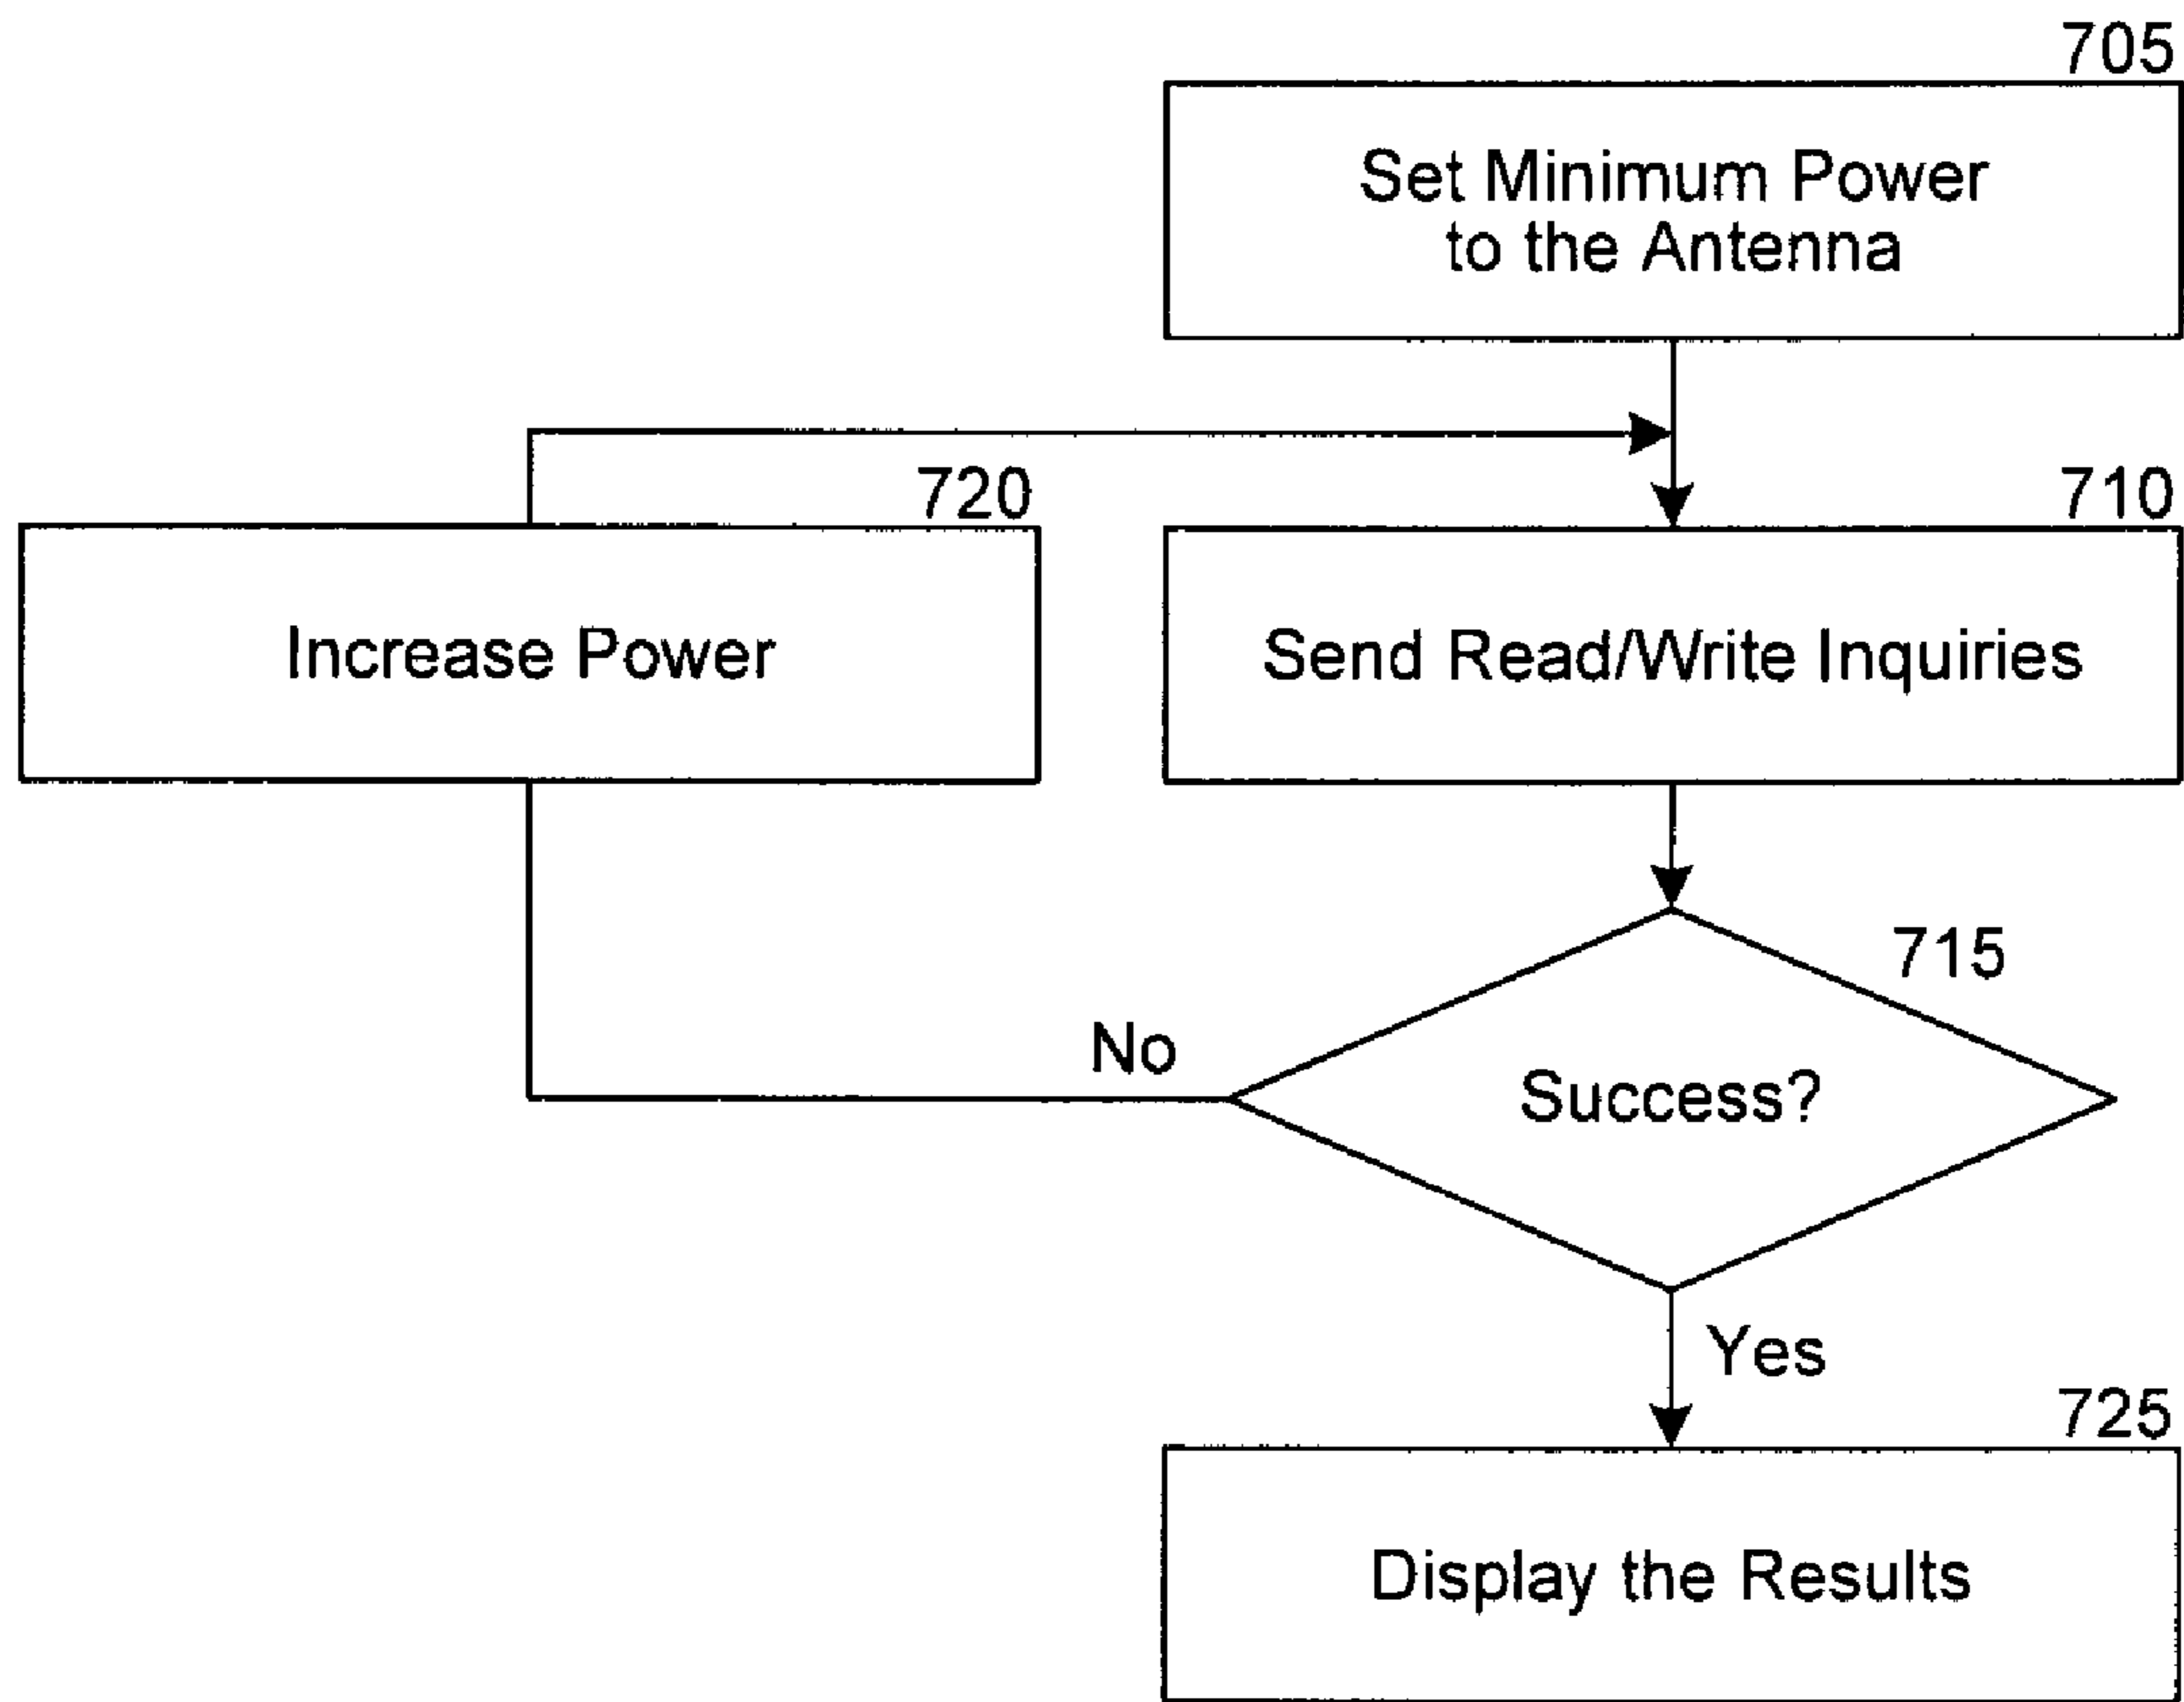 705
Set Minimum Power
to the Antenna
720
710
Increase Power
Send Read/Write Inquiries
715
No
Success?
Yes
725
Display the Results